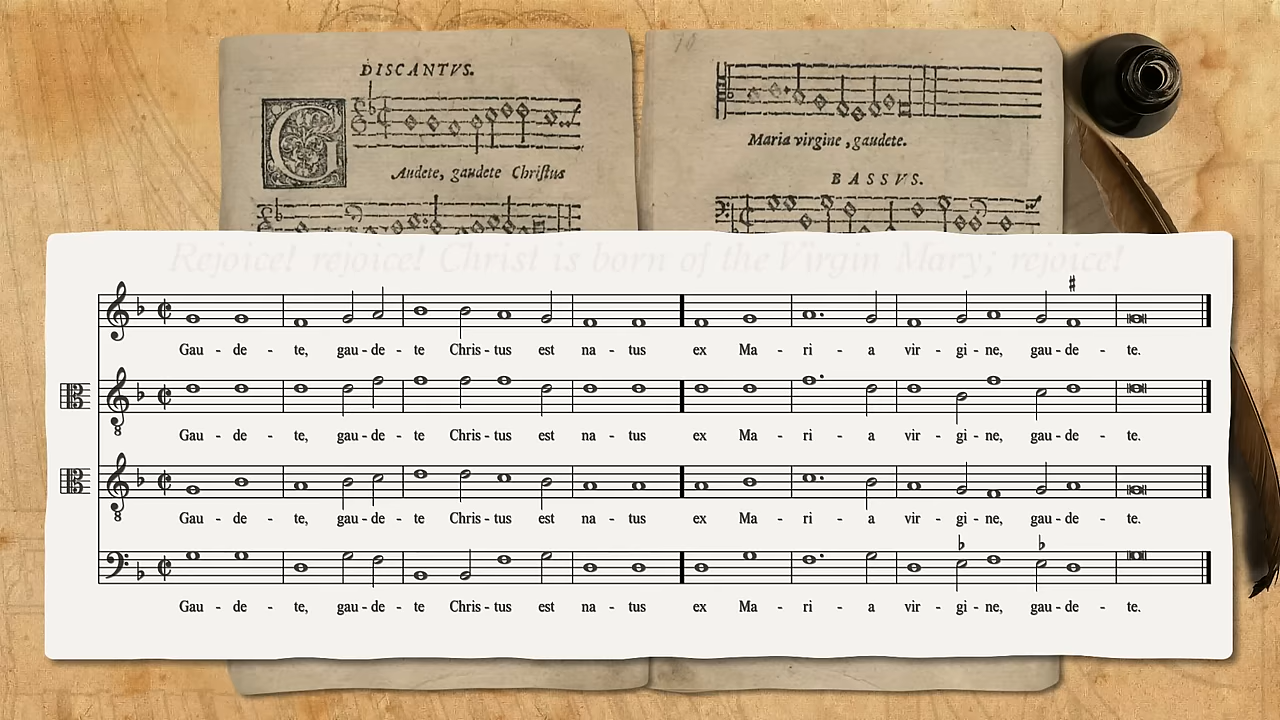 DISCANTVS.
G
Audete, gaudete Christus
10
Maria virgine, gaudete.
BASSVS.
Rejoice! rejoice! Christ is born of the Virgin Mary; rejoice!
Gau - de - te, gau - de - te Chris - tus est na - tus ex Ma - ri - a vir - gi - ne, gau - de - te.
8
Gau - de - te, gau - de - te Chris - tus est na - tus ex Ma - ri - a vir - gi - ne, gau - de - te.
8
Gau - de - te, gau - de - te Chris - tus est na - tus ex Ma - ri - a vir - gi - ne, gau - de - te.
Gau - de - te, gau - de - te Chris - tus est na - tus ex Ma - ri - a vir - gi - ne, gau - de - te.